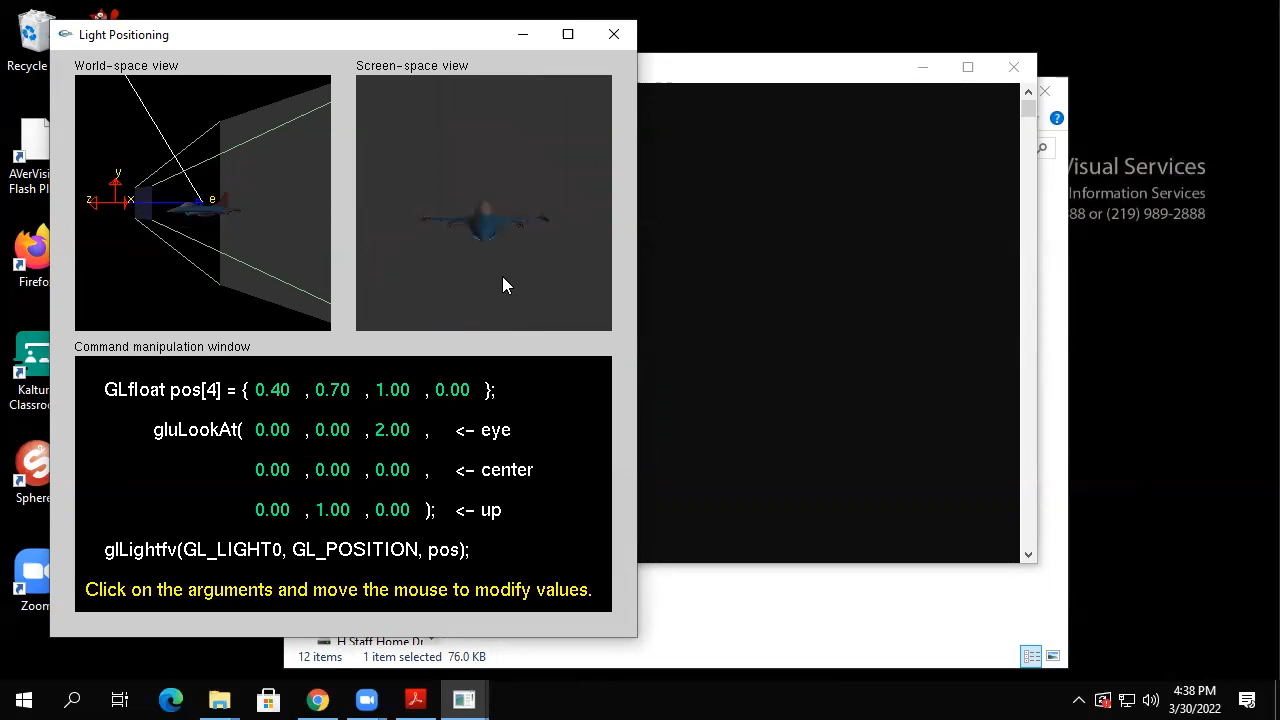 Recycle
Light Positioning
World-space view
Screen-space view
y
z
x
e
AVerVisi
Flash Pl
Firefox
Kaltura
Classroo
Sphere
Zoom
Command manipulation window
GLfloat pos[4] = { 0.40 , 0.70 , 1.00 , 0.00 };
gluLookAt( 0.00 , 0.00 , 2.00 , <- eye
0.00 , 0.00 , 0.00 , <- center
0.00 , 1.00 , 0.00 ); <- up
glLightfv(GL_LIGHT0, GL_POSITION, pos);
Click on the arguments and move the mouse to modify values.
Visual Services
Information Services
88 or (219) 989-2888
H Staff Home Dr
12 items 1 item selected 76.0 KB
4:38 PM
3/30/2022